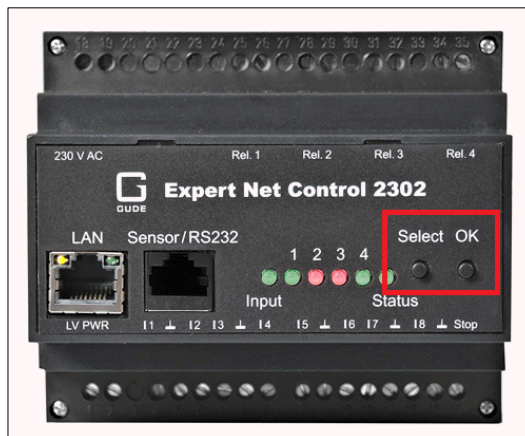 18 19 20 21 22 23 24 25 26 27 28 29 30 31 32 33 34 35
230 V AC Rel. 1 Rel. 2 Rel. 3 Rel. 4
GUDE
Expert Net Control 2302
LAN Sensor/RS232 Select OK
1 2 3 4
Input Status
LV PWR I1 ⊥ I2 I3 ⊥ I4 I5 ⊥ I6 I7 ⊥ I8 ⊥ Stop